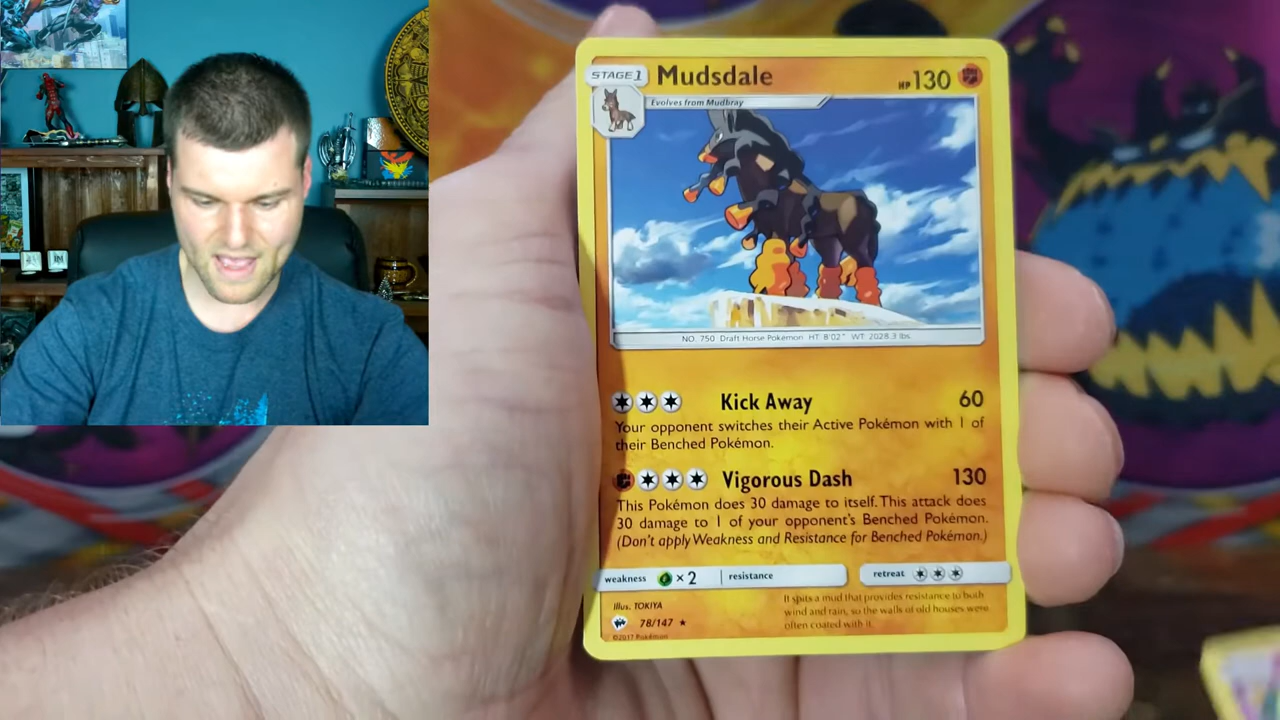 STAGE 1 Mudsdale HP 130
Evolves from Mudbray
NO. 750 Draft Horse Pokémon HT: 8'02" WT: 2028.3 lbs.
Kick Away 60
Your opponent switches their Active Pokémon with 1 of
their Benched Pokémon.
Vigorous Dash 130
This Pokémon does 30 damage to itself. This attack does
30 damage to 1 of your opponent's Benched Pokémon.
(Don't apply Weakness and Resistance for Benched Pokémon.)
weakness ×2 resistance retreat
Illus. TOKIYA
78/147
©2017 Pokémon
It spits a mud that provides resistance to both
wind and rain, so the walls of old houses were
often coated with it.